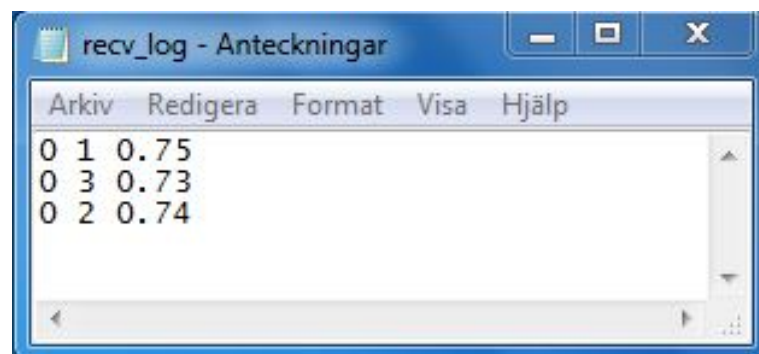 recv_log - Anteckningar
Arkiv Redigera Format Visa Hjälp
0 1 0.75
0 3 0.73
0 2 0.74